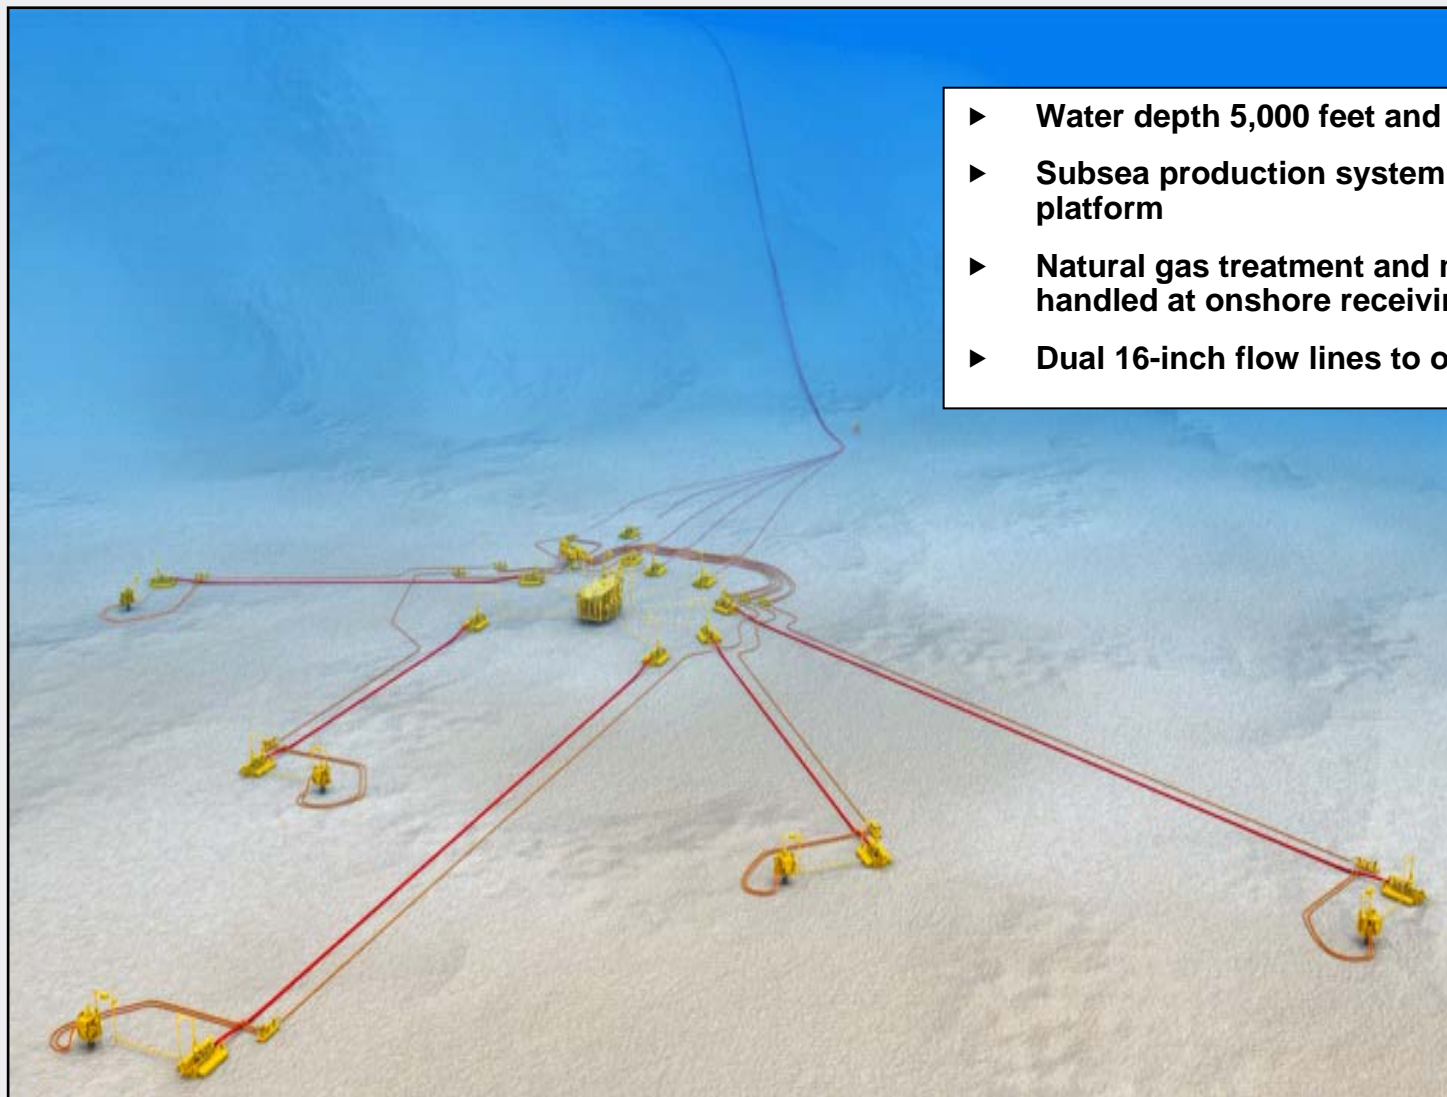 Water depth 5,000 feet and
Subsea production system
platform
Natural gas treatment and
handled at onshore
Dual 16-inch flow lines to